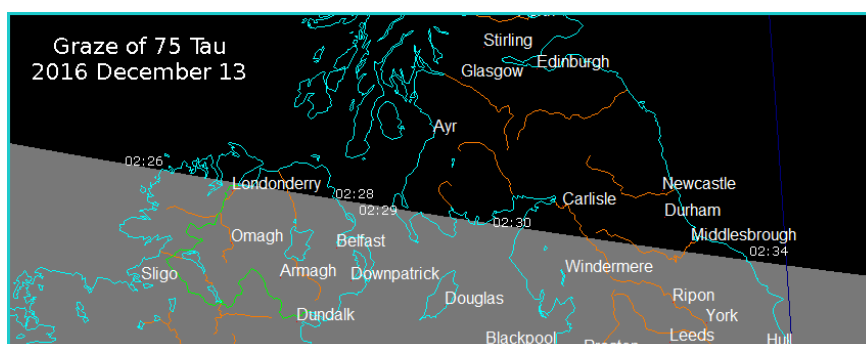 Graze of 75 Tau
2016 December 13
Stirling
Edinburgh
Glasgow
Ayr
02:26
Londonderry
02:28
Newcastle
Carlisle
02:29
Durham
02:30
Omagh
Belfast
Middlesbrough
02:34
Sligo
Armagh
Downpatrick
Windermere
Douglas
Ripon
Dundalk
York
Blackpool
Preston
Leeds
Hull